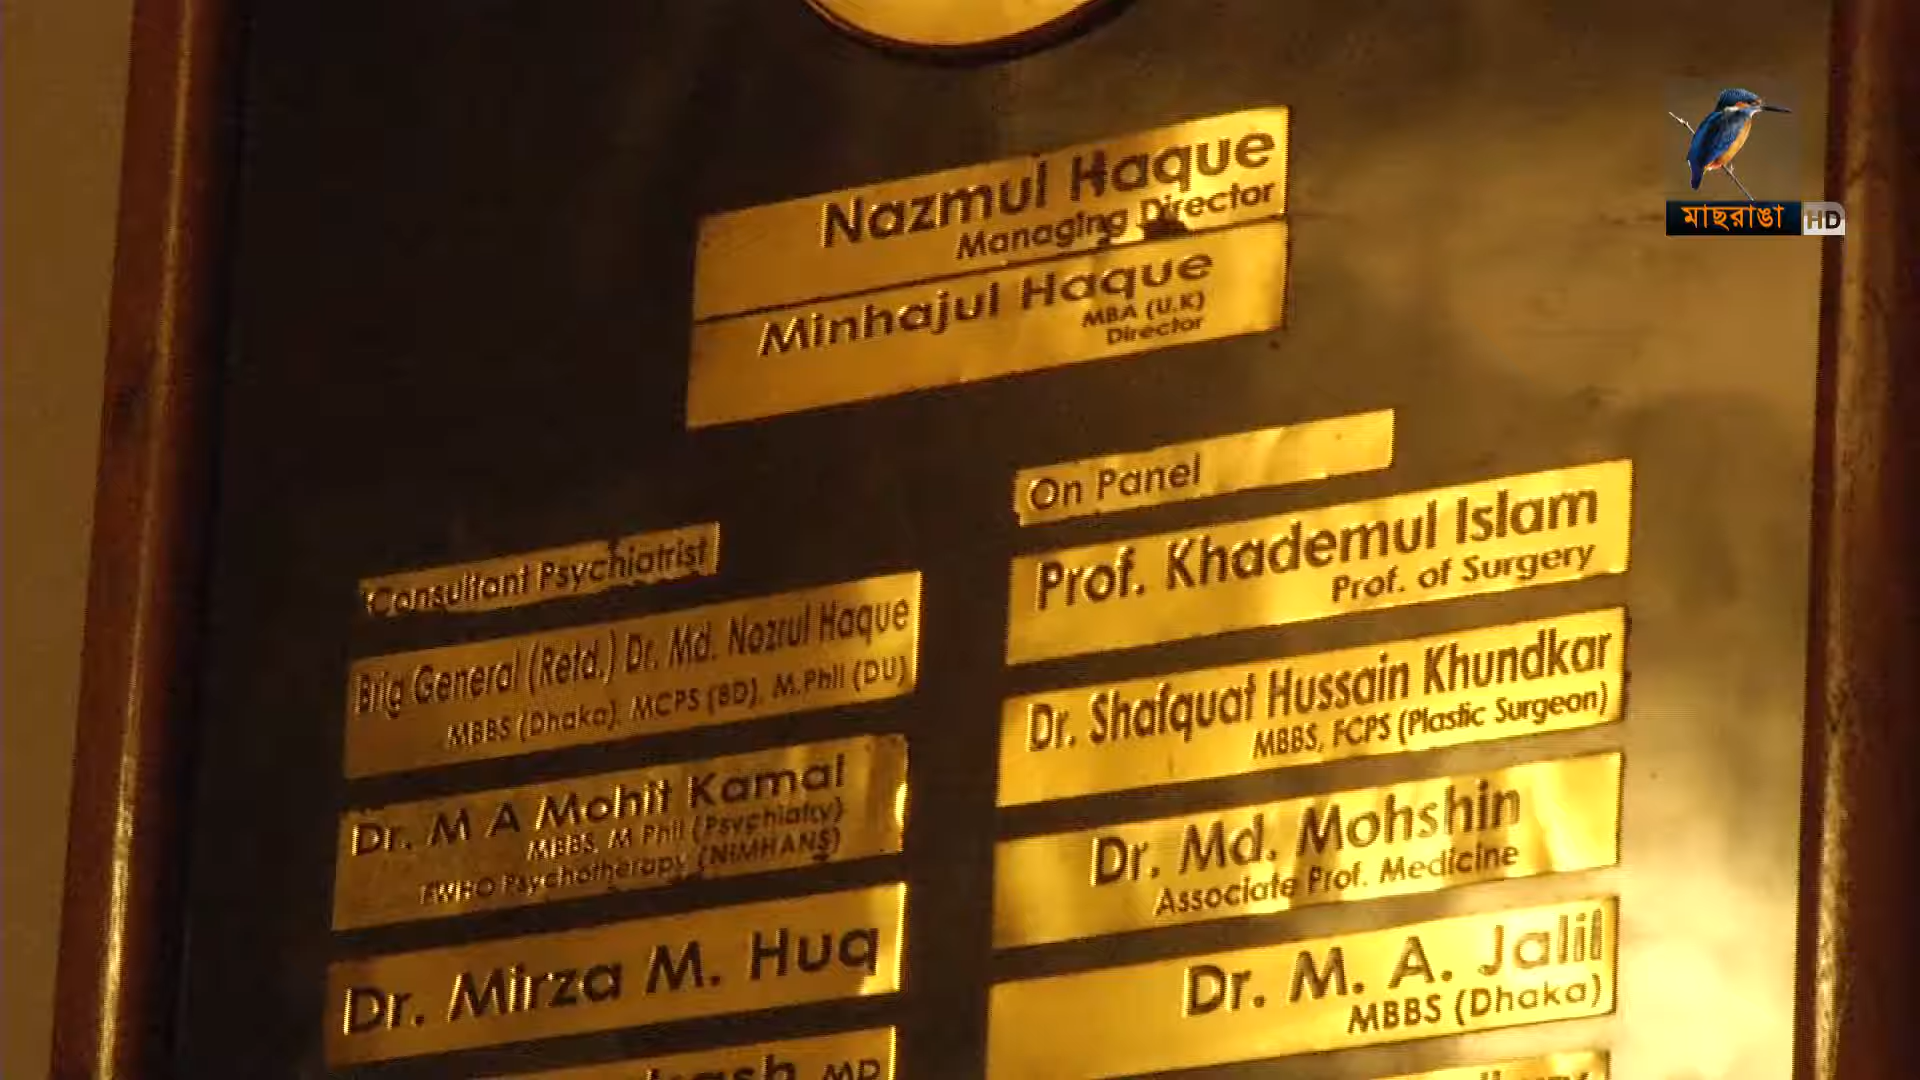 Nazmul Haque
Managing Director
Minhajul Haque
MBA (U.K)
Director
মাছরাঙা HD
Consultant Psychiatrist
Brig General (Retd.) Dr. Md. Nazrul Haque
MBBS (Dhaka), MCPS (BD), M.Phil (DU)
Dr. M A Mohit Kamal
MBBS, M Phil (Psychiatry)
FWHO Psychotherapy (NIMHANS)
Dr. Mirza M. Huq
MD
On Panel
Prof. Khademul Islam
Prof. of Surgery
Dr. Shafquat Hussain Khundkar
MBBS, FCPS (Plastic Surgeon)
Dr. Md. Mohshin
Associate Prof. Medicine
Dr. M. A. Jalil
MBBS (Dhaka)